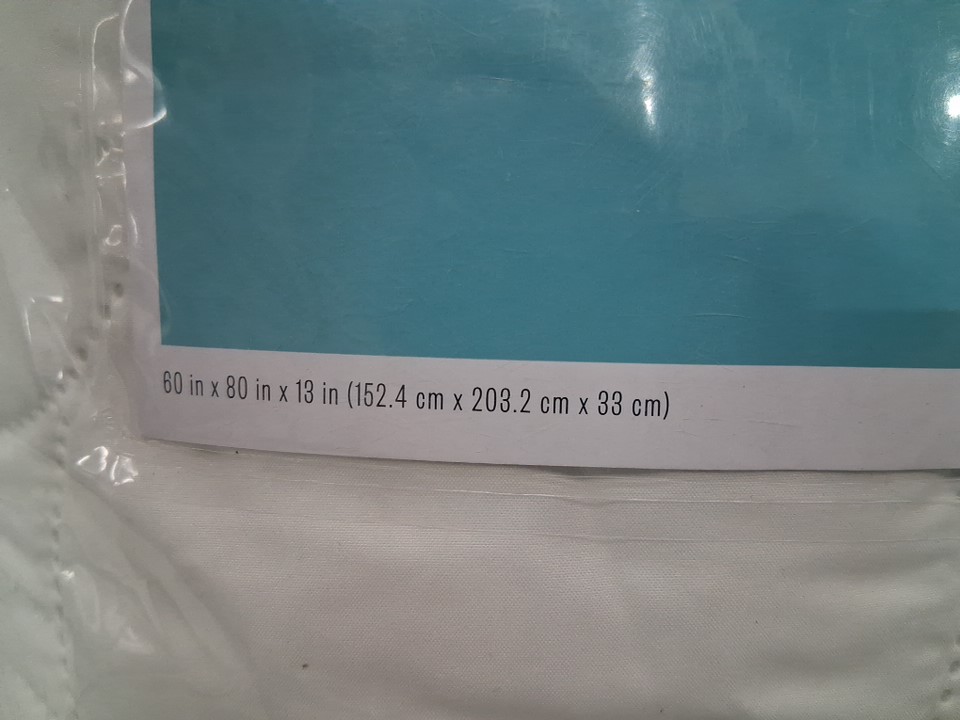 60 in x 80 in x 13 in (152.4 cm x 203.2 cm x 33 cm)